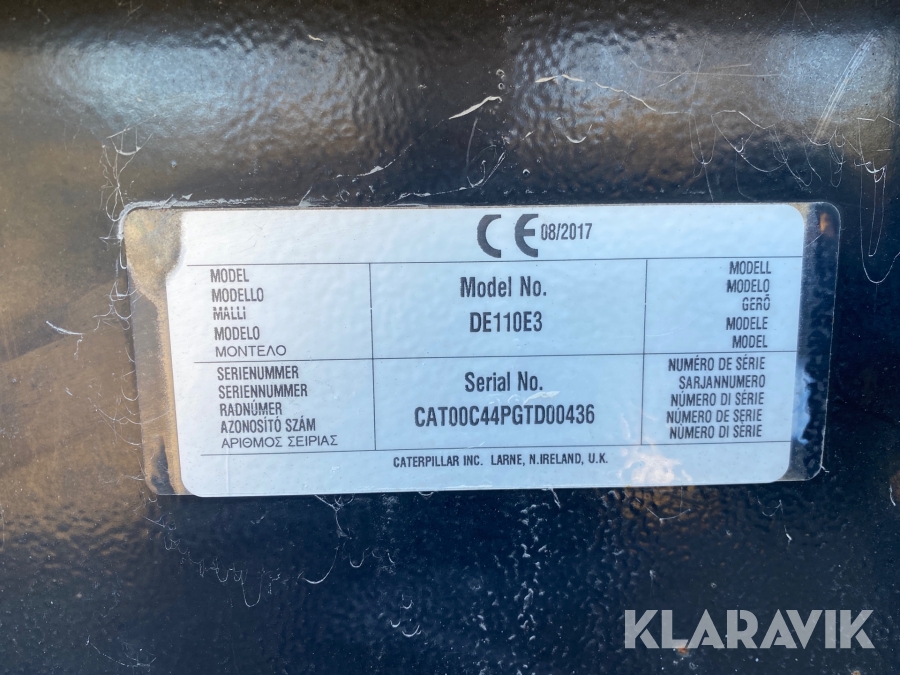 CE 08/2017
MODEL
MODELLO
MALLI
MODELO
ΜΟΝΤΕΛΟ
Model No.
DE110E3
MODELL
MODELO
GERÔ
MODELE
MODEL
SERIENUMMER
SERIENNUMMER
RADNÚMER
AZONOSÍTÓ SZÁM
ΑΡΙΘΜΟΣ ΣΕΙΡΙΑΣ
Serial No.
CAT00C44PGTD00436
NUMÉRO DE SÉRIE
SARJANNUMERO
NÚMERO DI SÉRIE
NÚMERO DE SERIE
NÚMERO DI SÉRIE
CATERPILLAR INC. LARNE, N.IRELAND, U.K.
KLARAVIK